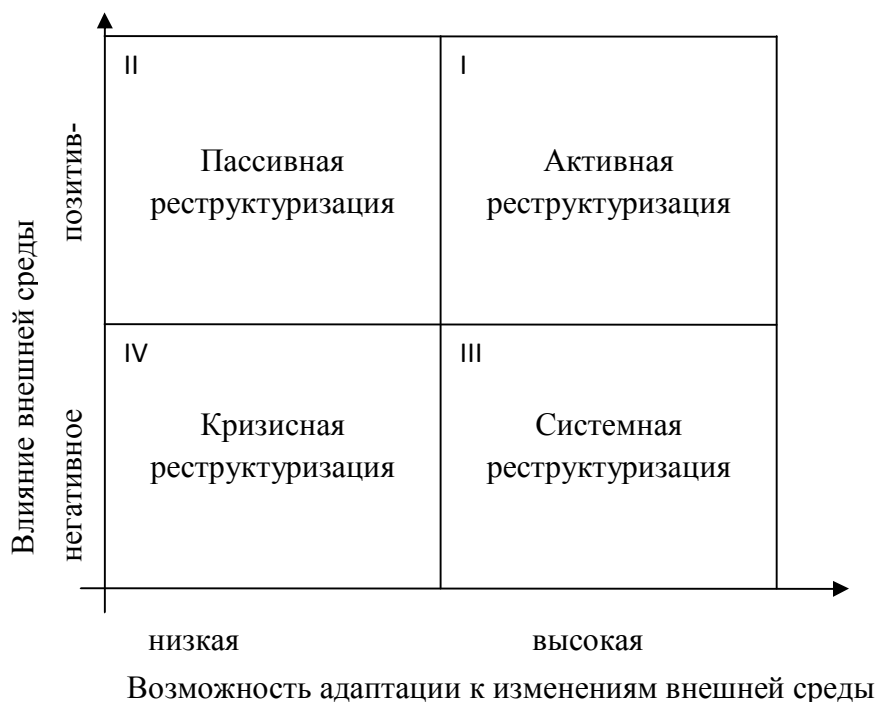 II
I
Пассивная
реструктуризация
Активная
реструктуризация
IV
III
Кризисная
реструктуризация
Системная
реструктуризация
Влияние внешней среды
позитив-
негативное
низкая
высокая
Возможность адаптации к изменениям внешней среды